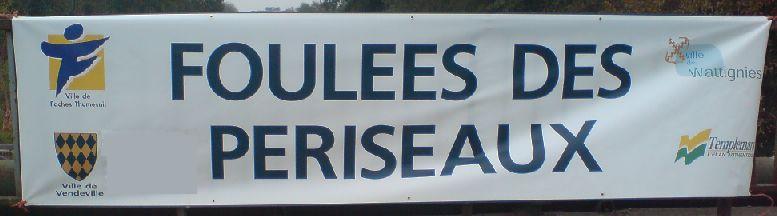 FOULEES DES
PERISEAUX
Ville de
Faches Thumesnil
Ville de
Vendeville
Ville
de
Wattignies
Templemars